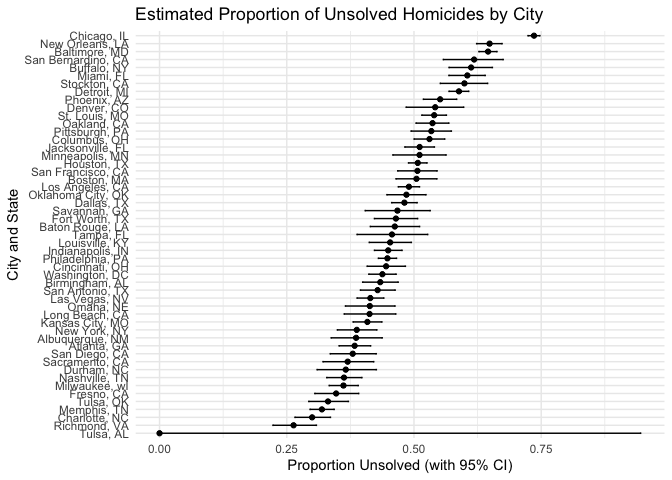 Estimated Proportion of Unsolved Homicides by City
Chicago, IL
New Orleans, LA
Baltimore, MD
San Bernardino, CA
Buffalo, NY
Miami, FL
Stockton, CA
Detroit, MI
Phoenix, AZ
Denver, CO
St. Louis, MO
Oakland, CA
Pittsburgh, PA
Columbus, OH
Jacksonville, FL
Minneapolis, MN
Houston, TX
San Francisco, CA
Boston, MA
Los Angeles, CA
Oklahoma City, OK
Dallas, TX
Savannah, GA
Fort Worth, TX
Baton Rouge, LA
Tampa, FL
Louisville, KY
Indianapolis, IN
Philadelphia, PA
Cincinnati, OH
Washington, DC
Birmingham, AL
San Antonio, TX
Las Vegas, NV
Omaha, NE
Long Beach, CA
Kansas City, MO
New York, NY
Albuquerque, NM
Atlanta, GA
San Diego, CA
Sacramento, CA
Durham, NC
Nashville, TN
Milwaukee, wI
Fresno, CA
Tulsa, OK
Memphis, TN
Charlotte, NC
Richmond, VA
Tulsa, AL
City and State
0.00 0.25 0.50 0.75
Proportion Unsolved (with 95% CI)